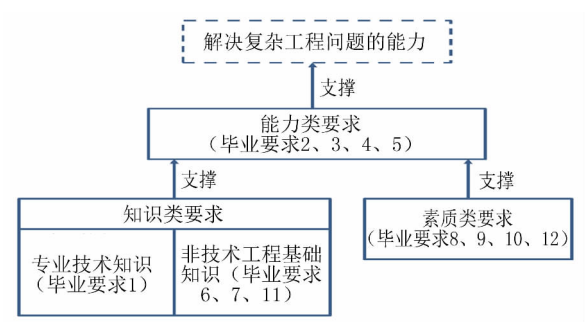 解决复杂工程问题的能力
支撑
能力类要求
（毕业要求2、3、4、5）
支撑
支撑
知识类要求
专业技术知识
（毕业要求1）
非技术工程基础
知识（毕业要求
6、7、11）
素质类要求
（毕业要求8、9、10、12）